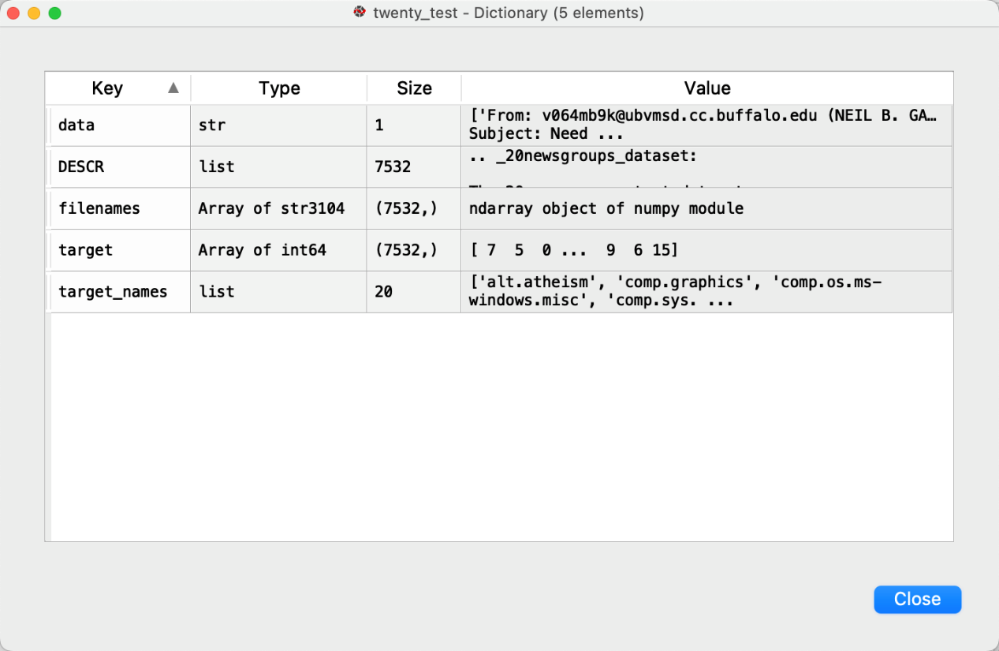 twenty_test - Dictionary (5 elements)
Key Type Size Value
data str 1 ['From: v064mb9k@ubvmsd.cc.buffalo.edu (NEIL B. GA…
Subject: Need ...
DESCR list 7532 .. _20newsgroups_dataset:
filenames Array of str3104 (7532,) ndarray object of numpy module
target Array of int64 (7532,) [ 7 5 0 ... 9 6 15]
target_names list 20 ['alt.atheism', 'comp.graphics', 'comp.os.ms-
windows.misc', 'comp.sys. ...
Close